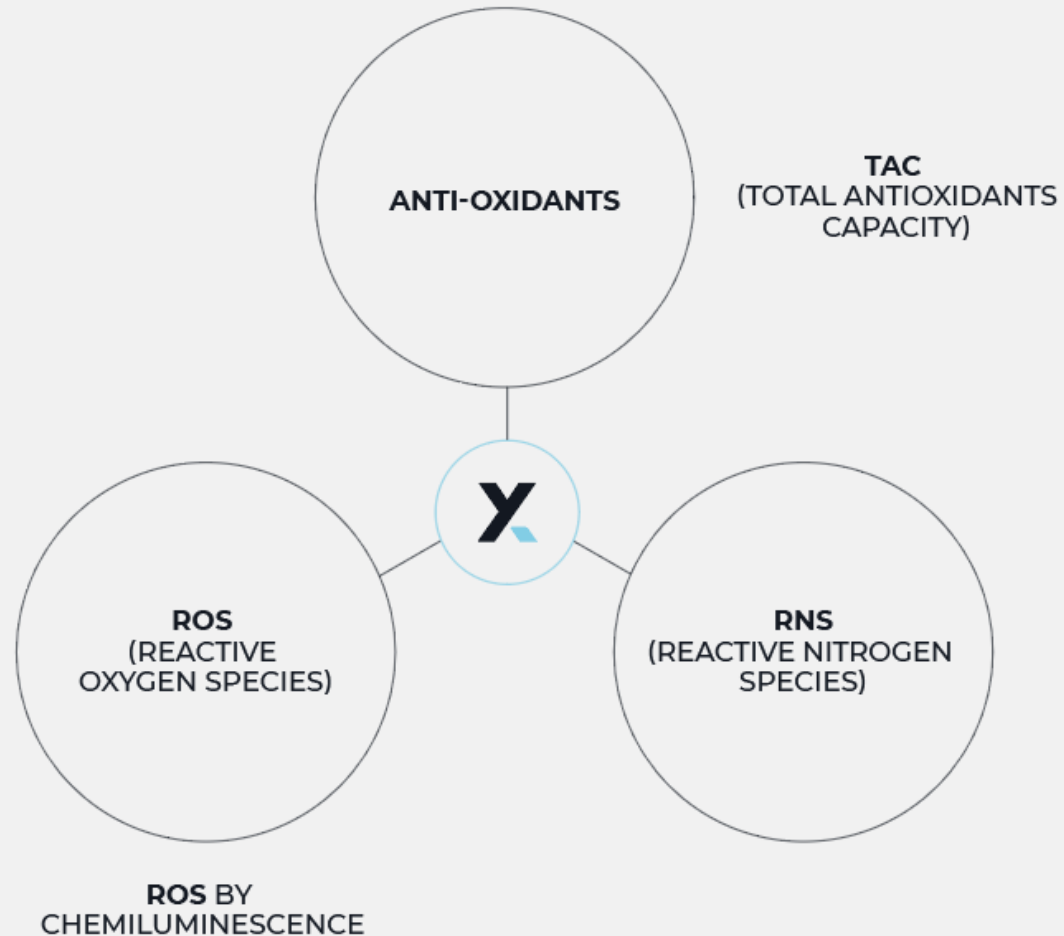 ANTI-OXIDANTS
TAC
(TOTAL ANTIOXIDANTS
CAPACITY)
ROS
(REACTIVE
OXYGEN SPECIES)
RNS
(REACTIVE NITROGEN
SPECIES)
ROS BY
CHEMILUMINESCENCE